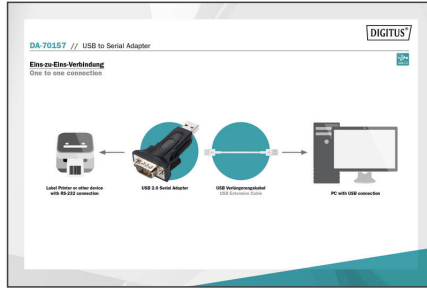 DIGITUS®
DA-70157 // USB to Serial Adapter
Eins-zu-Eins-Verbindung
One to one connection
Label Printer or other device
with RS-232 connection
USB 2.0 Serial Adapter
USB Verlängerungskabel
USB Extension Cable
PC with USB connection